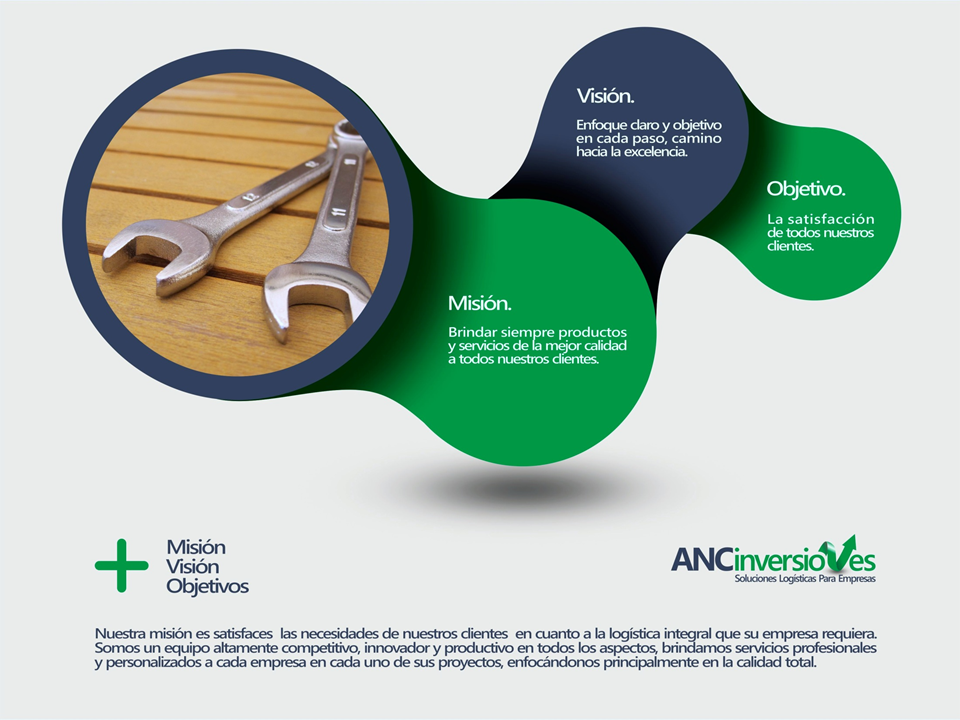 Visión.
Enfoque claro y objetivo
en cada paso, camino
hacia la excelencia.
Objetivo.
La satisfacción
de todos nuestros
clientes.
Misión.
Brindar siempre productos
y servicios de la mejor calidad
a todos nuestros clientes.
12
11
Misión
Visión
Objetivos
ANCinversiones
Soluciones Logísticas Para Empresas
Nuestra misión es satisfaces las necesidades de nuestros clientes en cuanto a la logística integral que su empresa requiera.
Somos un equipo altamente competitivo, innovador y productivo en todos los aspectos, brindamos servicios profesionales
y personalizados a cada empresa en cada uno de sus proyectos, enfocándonos principalmente en la calidad total.